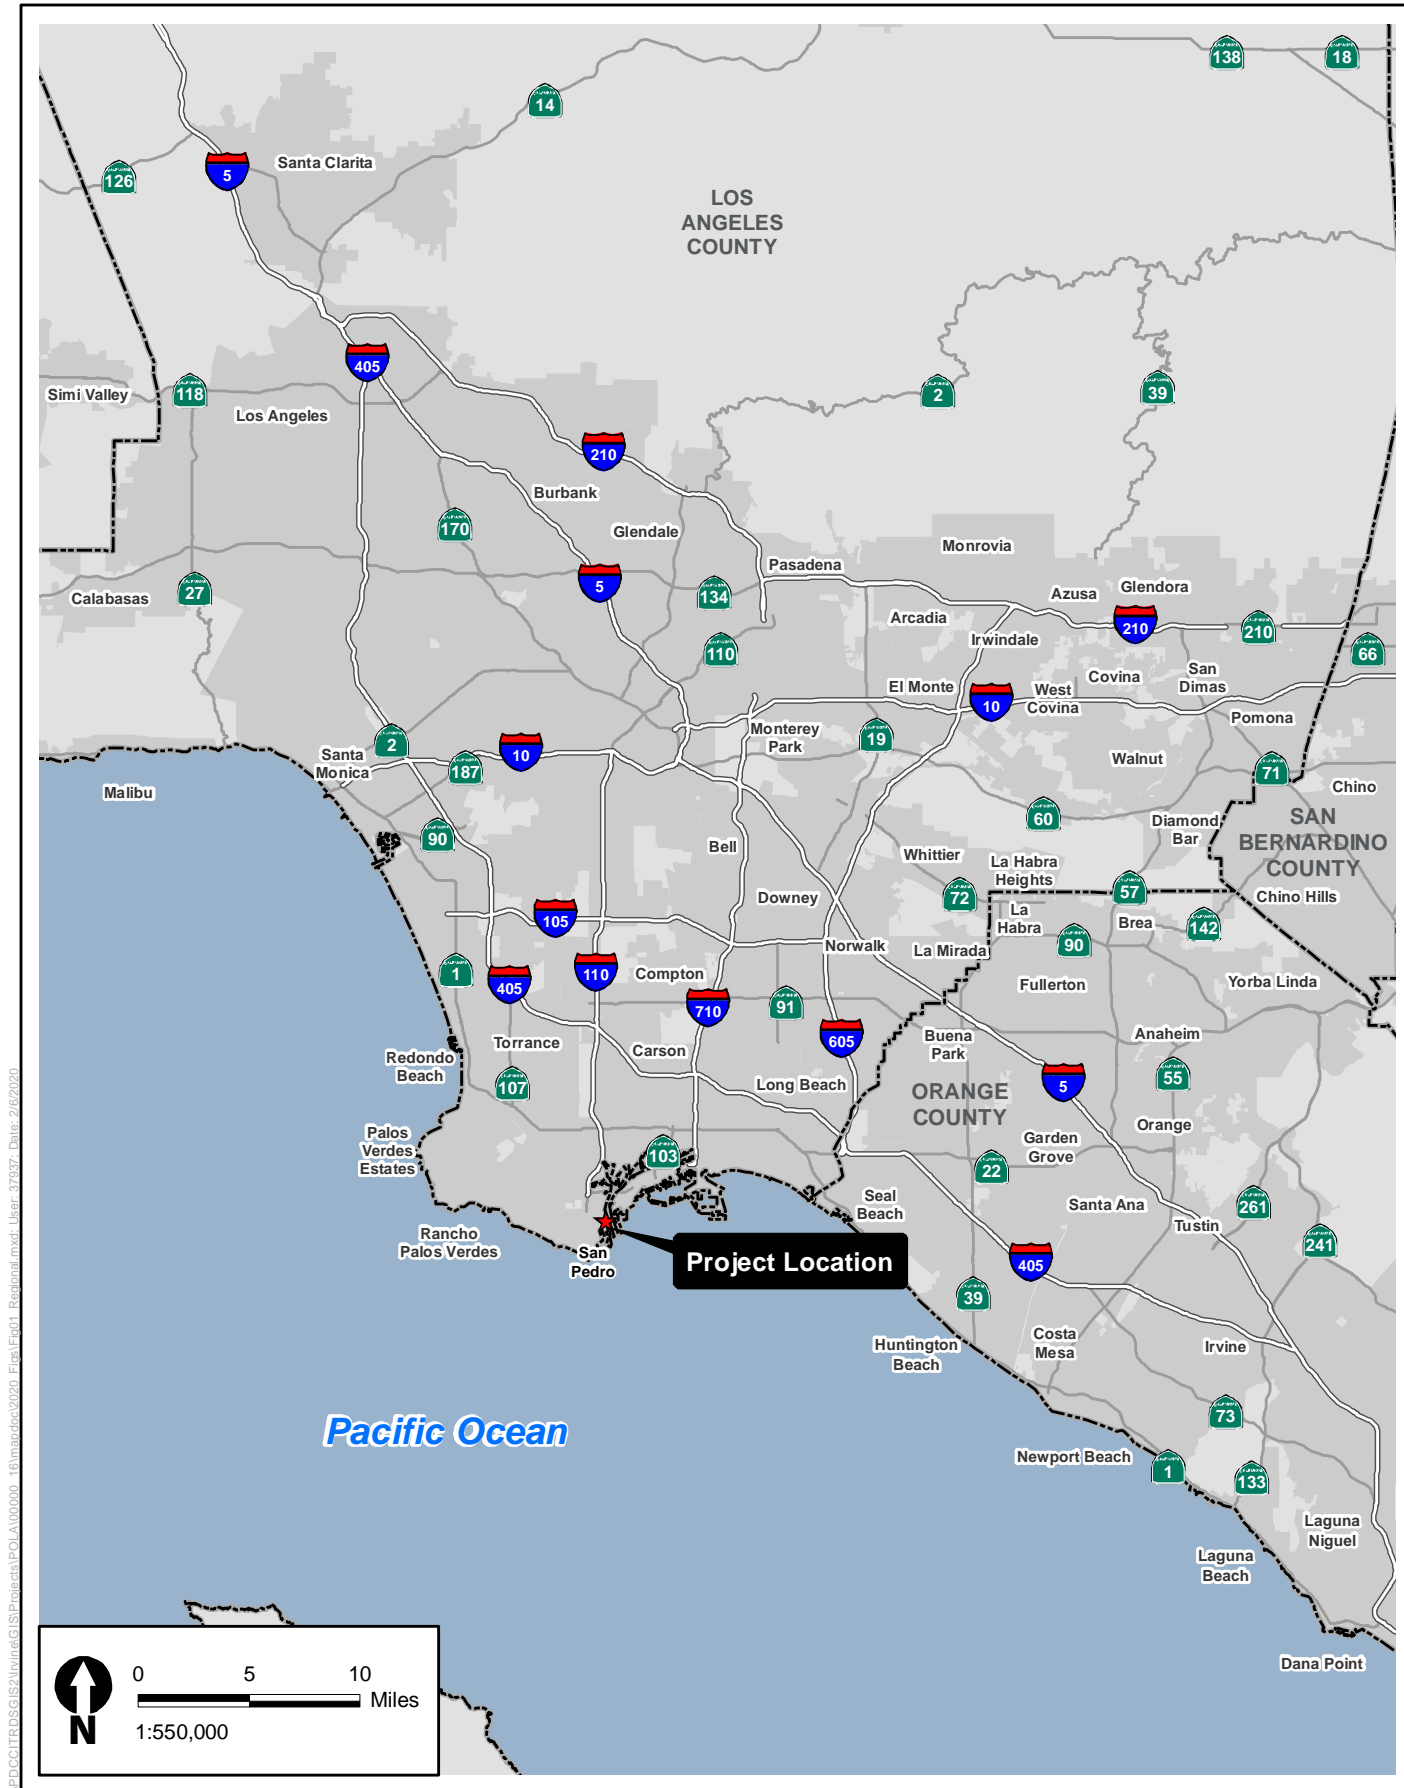 138
18
14
Santa Clarita
5
126
LOS
ANGELES
COUNTY
405
Simi Valley
118
Los Angeles
2
39
210
Burbank
170
Glendale
Monrovia
Pasadena
5
27
Calabasas
134
Azusa
Glendora
Arcadia
210
210
Irwindale
110
66
El Monte
West
Covina
Covina
San
Dimas
10
Pomona
Monterey
Park
19
2
10
Santa
Monica
187
Walnut
71
Malibu
Chino
60
SAN
BERNARDINO
COUNTY
Diamond
Bar
90
Bell
Whittier
La Habra
Heights
Downey
72
57
Chino Hills
La
Habra
105
Brea
142
Norwalk
La Mirada
90
1
405
110
Compton
Fullerton
Yorba Linda
710
91
605
Torrance
Carson
Buena
Park
Anaheim
Redondo
Beach
107
Long Beach
5
55
ORANGE
COUNTY
Palos
Verdes
Estates
Garden
Grove
Orange
103
22
Seal
Beach
Santa Ana
261
Tustin
Rancho
Palos Verdes
San
Pedro
Project Location
405
241
39
Huntington
Beach
Costa
Mesa
Irvine
Pacific Ocean
73
Newport Beach
1
133
Laguna
Niguel
Laguna
Beach
Dana Point
0 5 10
Miles
N
1:550,000